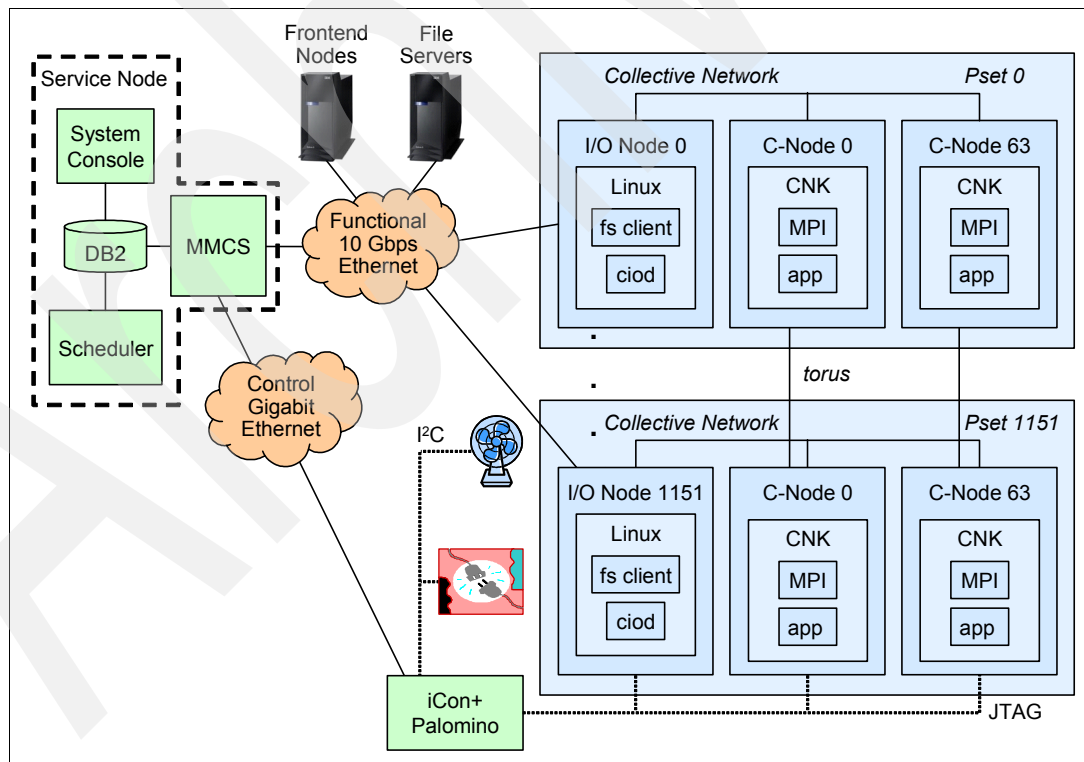 Frontend
Nodes
File
Servers
Service Node
System
Console
DB2
MMCS
Scheduler
Functional
10 Gbps
Ethernet
Control
Gigabit
Ethernet
I²C
iCon+
Palomino
Collective Network
Pset 0
I/O Node 0
Linux
fs client
ciod
C-Node 0
CNK
MPI
app
C-Node 63
CNK
MPI
app
torus
Collective Network
Pset 1151
I/O Node 1151
Linux
fs client
ciod
C-Node 0
CNK
MPI
app
C-Node 63
CNK
MPI
app
JTAG